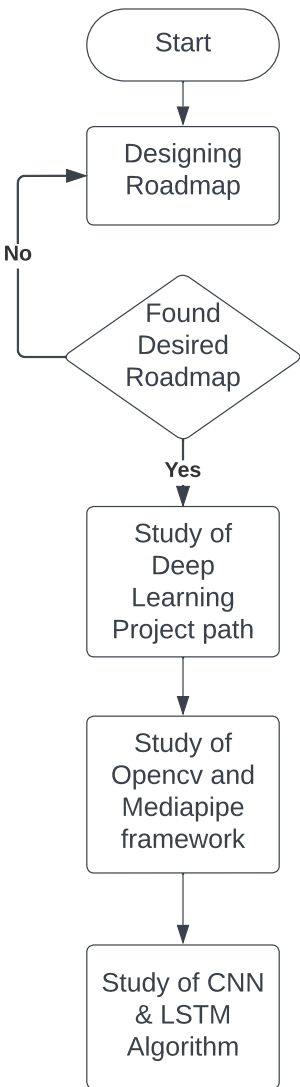 Start
Designing
Roadmap
No
Found
Desired
Roadmap
Yes
Study of
Deep
Learning
Project path
Study of
Opencv and
Mediapipe
framework
Study of CNN
& LSTM
Algorithm